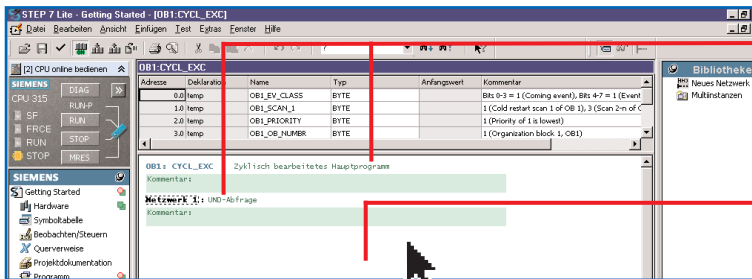 STEP 7 Lite - Getting Started - [OB1:CYCL_EXC]
Datei Bearbeiten Ansicht Einfügen Test Extras Fenster Hilfe
[2] CPU online bedienen
SIEMENS
CPU 315
DIAG
SF
RUN-P
FRCE
RUN
RUN
STOP
STOP
MRES
SIEMENS
Getting Started
Hardware
Symboltabelle
Beobachten/Steuern
Querverweise
Projektdokumentation
Programm
OB1:CYCL_EXC
Adresse Deklaration Name Typ Anfangswert Kommentar
0.0 temp OB1_EV_CLASS BYTE Bits 0-3 = 1 (Coming event), Bits 4-7 = 1 (Event
1.0 temp OB1_SCAN_1 BYTE 1 (Cold restart scan 1 of OB 1), 3 (Scan 2-n of
2.0 temp OB1_PRIORITY BYTE 1 (Priority of 1 is lowest)
3.0 temp OB1_OB_NUMBR BYTE 1 (Organization block 1, OB1)
OB1: CYCL_EXC Zyklisch bearbeitetes Hauptprogramm
Kommentar:
Netzwerk 1: UND-Abfrage
Kommentar:
Bibliotheke
Neues Netzwerk
Multiinstanzen